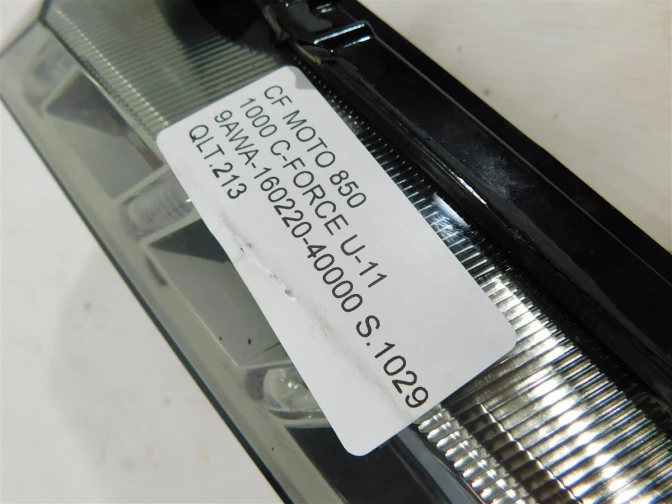 CF MOTO 850
1000 C-FORCE U-11
9AWA-160220-40000 S.1029
QLT.213